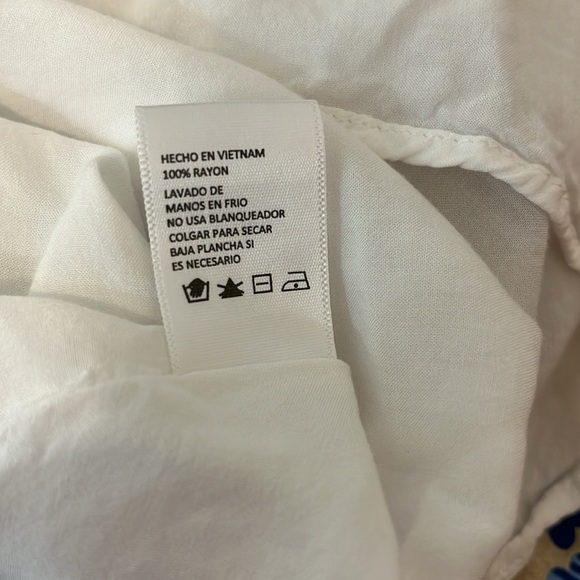 HECHO EN VIETNAM
100% RAYON
LAVADO DE
MANOS EN FRIO
NO USA BLANQUEADOR
COLGAR PARA SECAR
BAJA PLANCHA SI
ES NECESARIO